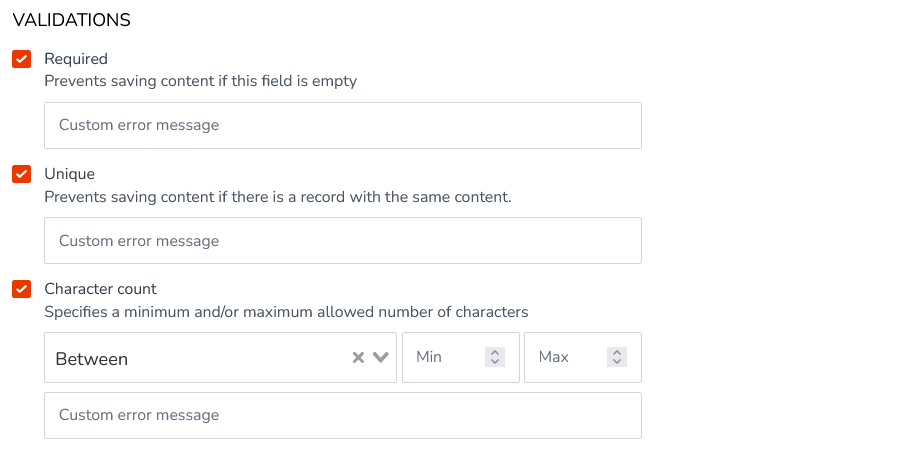 VALIDATIONS
Required
Prevents saving content if this field is empty
Custom error message
Unique
Prevents saving content if there is a record with the same content.
Custom error message
Character count
Specifies a minimum and/or maximum allowed number of characters
Between Min Max
Custom error message